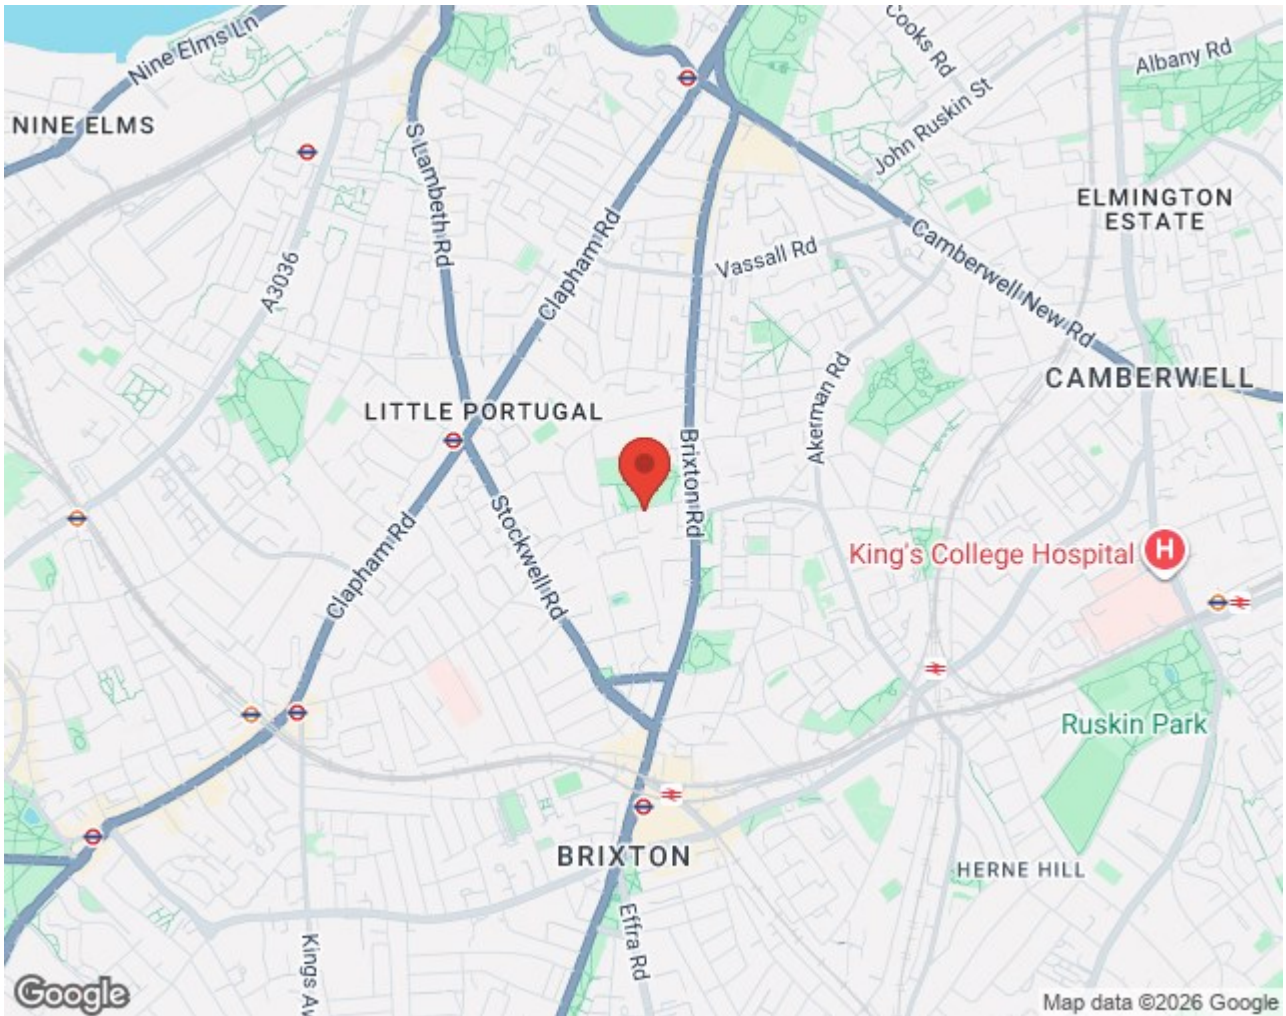 Nine Elms Ln
Cooks Rd
Albany Rd
NINE ELMS
John Ruskin St
S Lambeth Rd
ELMINGTON
ESTATE
Clapham Rd
Vassall Rd
Camberwell New Rd
A3036
CAMBERWELL
LITTLE PORTUGAL
Akerman Rd
Brixton Rd
Stockwell Rd
Clapham Rd
King's College Hospital
H
Ruskin Park
BRIXTON
HERNE HILL
Effra Rd
Kings Av
Google
Map data ©2026 Google